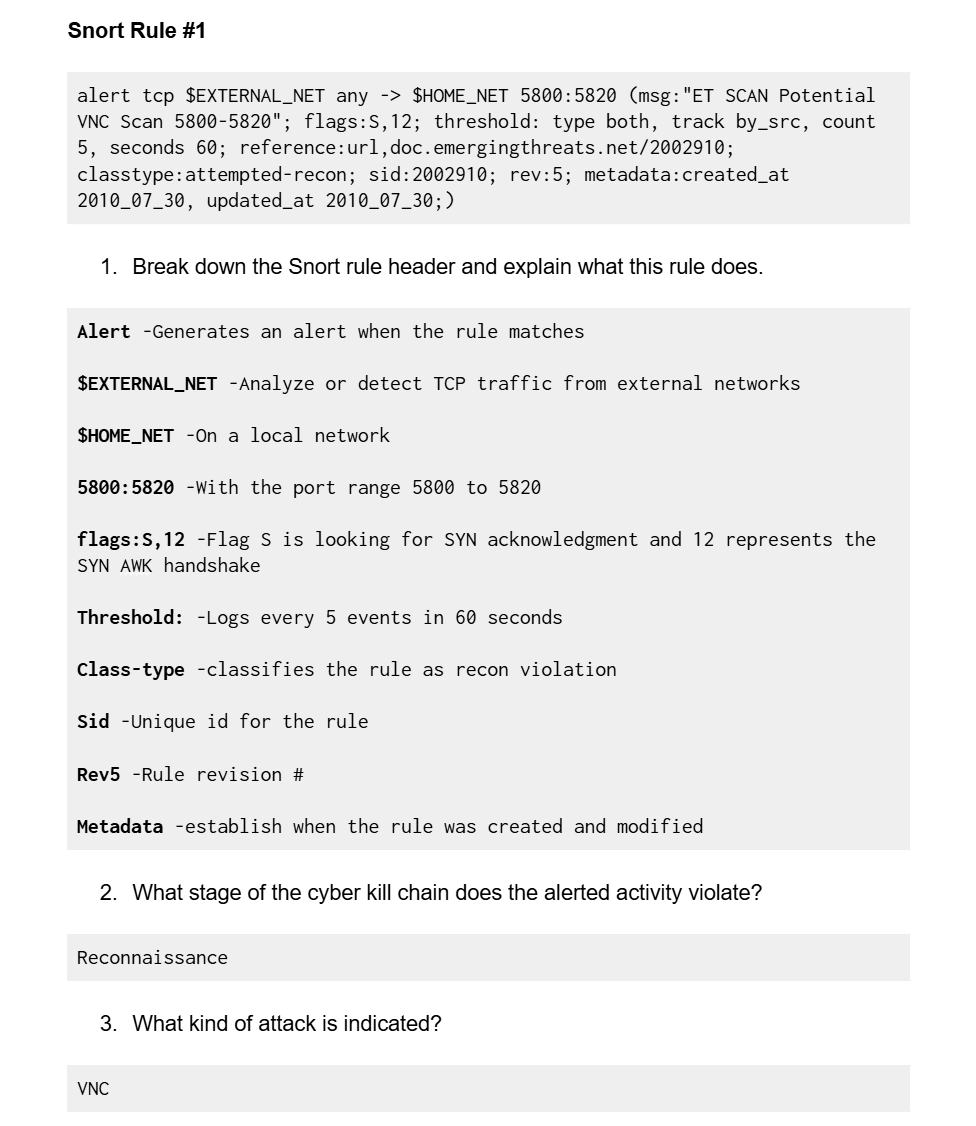 Snort Rule #1
alert tcp $EXTERNAL_NET any -> $HOME_NET 5800:5820 (msg:"ET SCAN Potential
VNC Scan 5800-5820"; flags:S,12; threshold: type both, track by_src, count
5, seconds 60; reference:url,doc.emergingthreats.net/2002910;
classtype:attempted-recon; sid:2002910; rev:5; metadata:created_at
2010_07_30, updated_at 2010_07_30;)
1. Break down the Snort rule header and explain what this rule does.
Alert -Generates an alert when the rule matches
$EXTERNAL_NET -Analyze or detect TCP traffic from external networks
$HOME_NET -On a local network
5800:5820 -With the port range 5800 to 5820
flags:S,12 -Flag S is looking for SYN acknowledgment and 12 represents the
SYN AWK handshake
Threshold: -Logs every 5 events in 60 seconds
Class-type -classifies the rule as recon violation
Sid -Unique id for the rule
Rev5 -Rule revision #
Metadata -establish when the rule was created and modified
2. What stage of the cyber kill chain does the alerted activity violate?
Reconnaissance
3. What kind of attack is indicated?
VNC